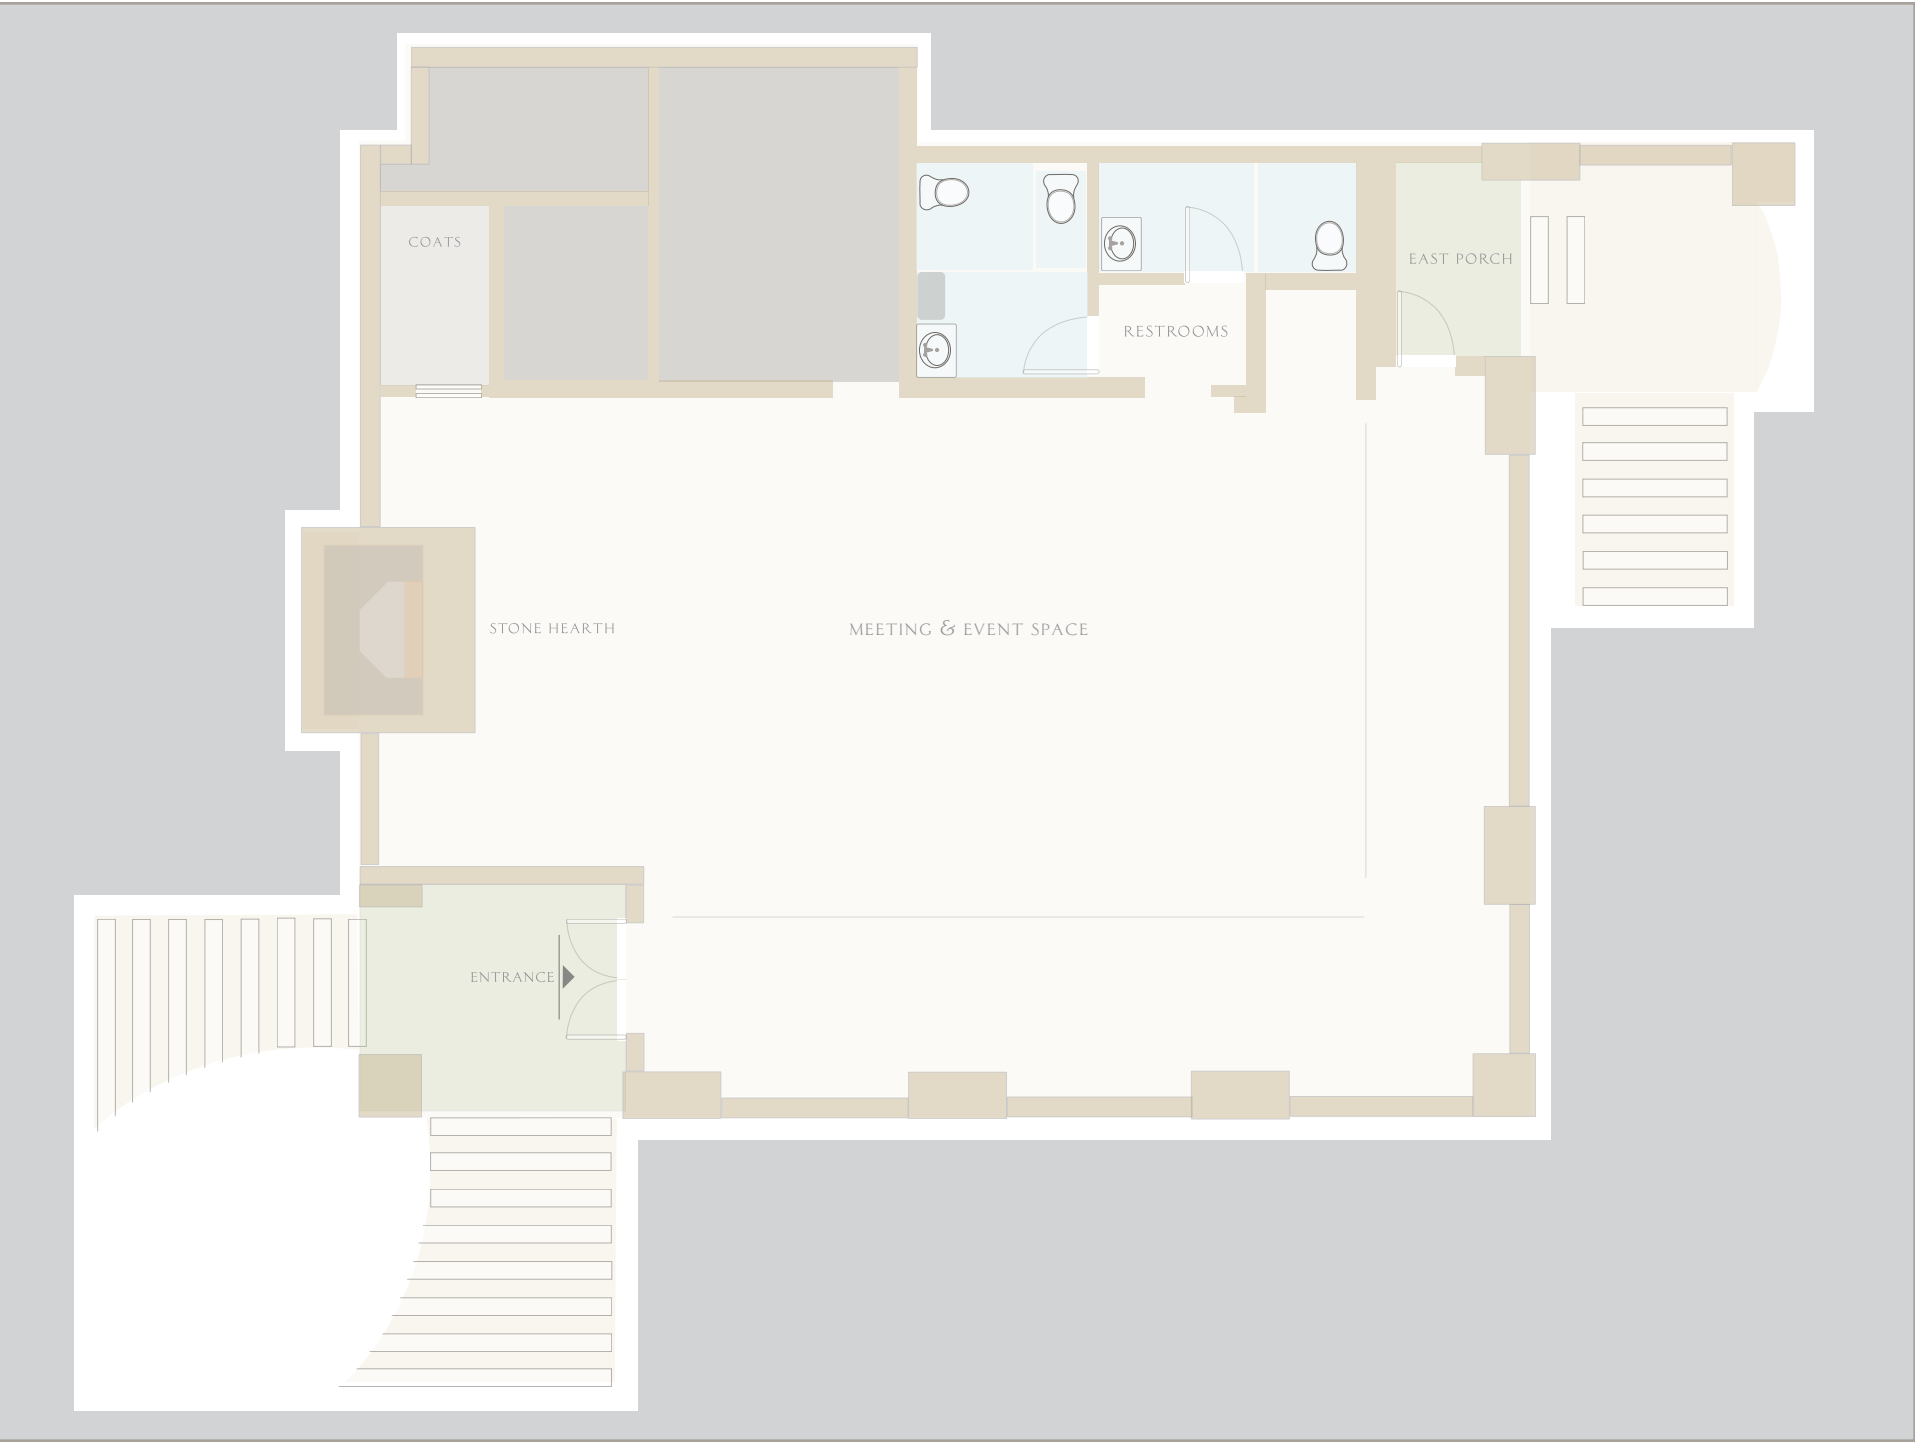 COATS
EAST PORCH
RESTROOMS
STONE HEARTH
MEETING & EVENT SPACE
ENTRANCE